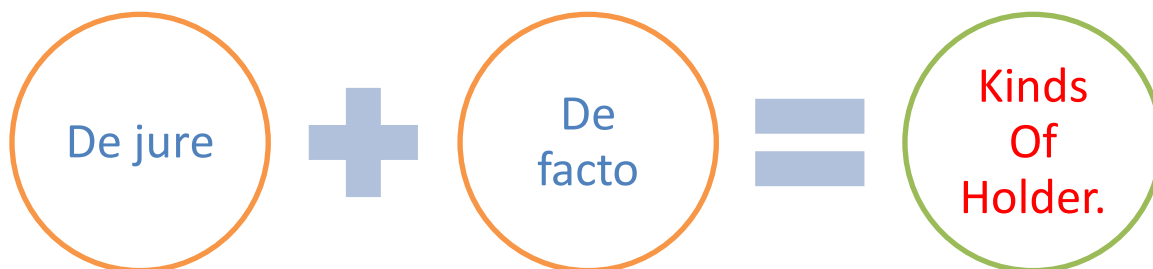 De jure
De
facto
Kinds
Of
Holder.